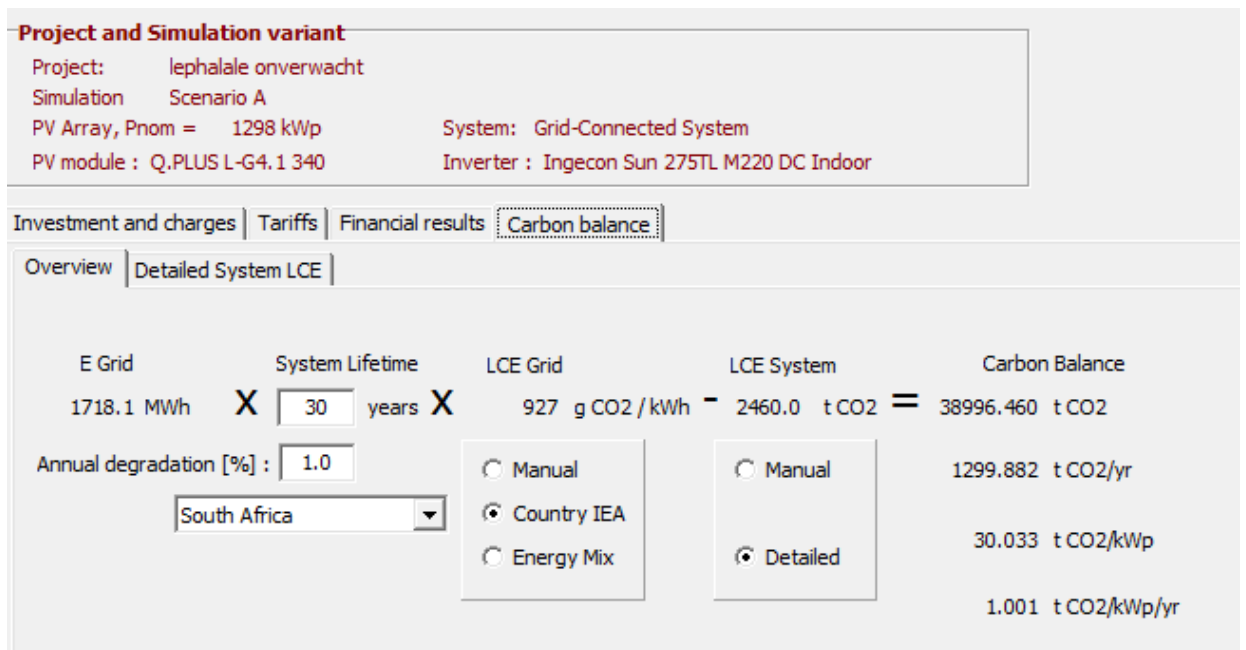 Project and Simulation variant
Project: lephalale onverwacht
Simulation Scenario A
PV Array, Pnom = 1298 kWp System: Grid-Connected System
PV module : Q.PLUS L-G4.1 340 Inverter : Ingecon Sun 275TL M220 DC Indoor
Investment and charges Tariffs Financial results Carbon balance
Overview Detailed System LCE
E Grid System Lifetime LCE Grid LCE System Carbon Balance
1718.1 MWh X 30 years X 927 g CO2 / kWh - 2460.0 t CO2 = 38996.460 t CO2
Annual degradation [%] : 1.0 Manual Manual 1299.882 t CO2/yr
South Africa Country IEA
30.033 t CO2/kWp
Energy Mix Detailed
1.001 t CO2/kWp/yr